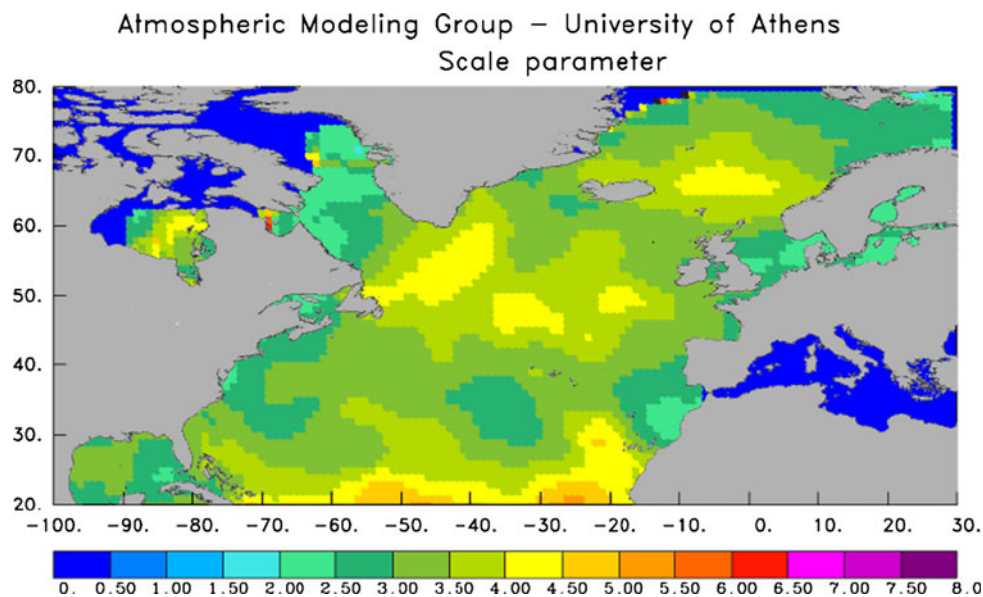 Atmospheric Modeling Group – University of Athens
Scale parameter
80.
70.
60.
50.
40.
30.
20.
-100. -90. -80. -70. -60. -50. -40. -30. -20. -10. 0. 10. 20. 30.
0. 0.50 1.00 1.50 2.00 2.50 3.00 3.50 4.00 4.50 5.00 5.50 6.00 6.50 7.00 7.50 8.0